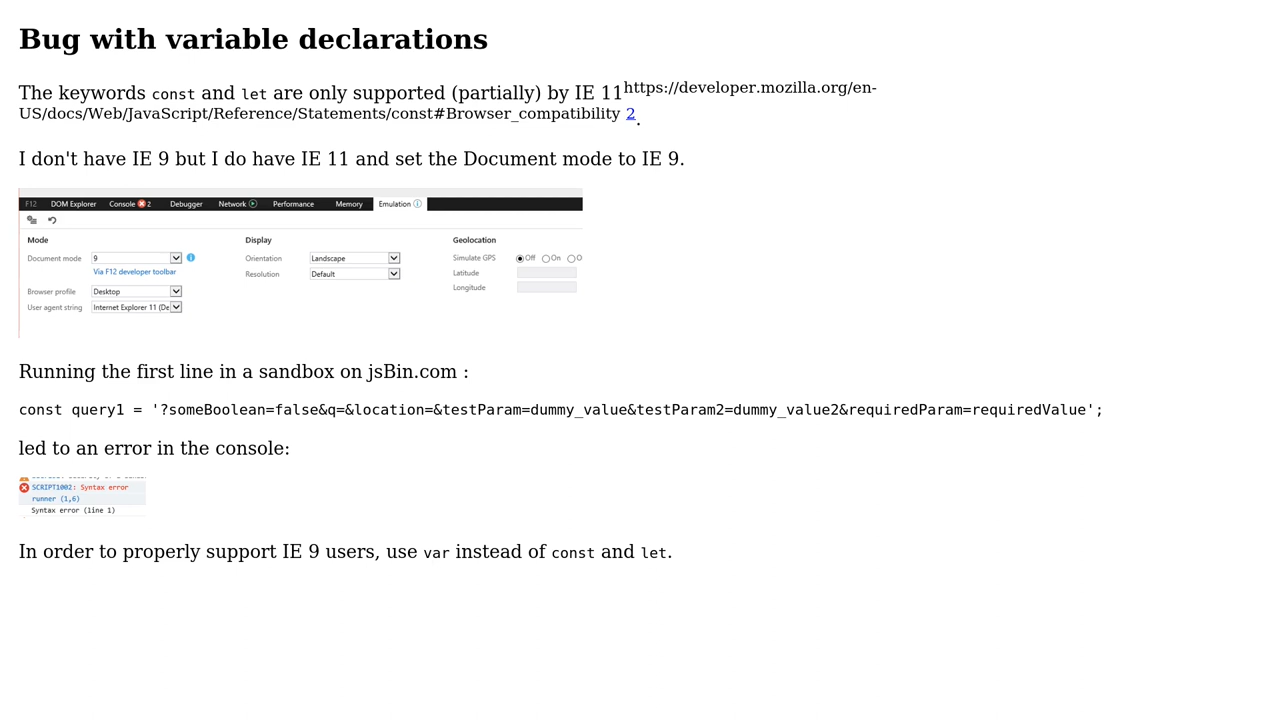 Bug with variable declarations
The keywords const and let are only supported (partially) by IE 11https://developer.mozilla.org/en-
US/docs/Web/JavaScript/Reference/Statements/const#Browser_compatibility 2.
I don't have IE 9 but I do have IE 11 and set the Document mode to IE 9.
F12 DOM Explorer Console 2 Debugger Network Performance Memory Emulation
Mode Display Geolocation
Document mode 9 Orientation Landscape Simulate GPS Off On O
Via F12 developer toolbar Resolution Default Latitude
Browser profile Desktop Longitude
User agent string Internet Explorer 11 (De
Running the first line in a sandbox on jsBin.com :
const query1 = '?someBoolean=false&q=&location=&testParam=dummy_value&testParam2=dummy_value2&requiredParam=requiredValue';
led to an error in the console:
SCRIPT1002: Syntax error
runner (1,6)
Syntax error (line 1)
In order to properly support IE 9 users, use var instead of const and let.